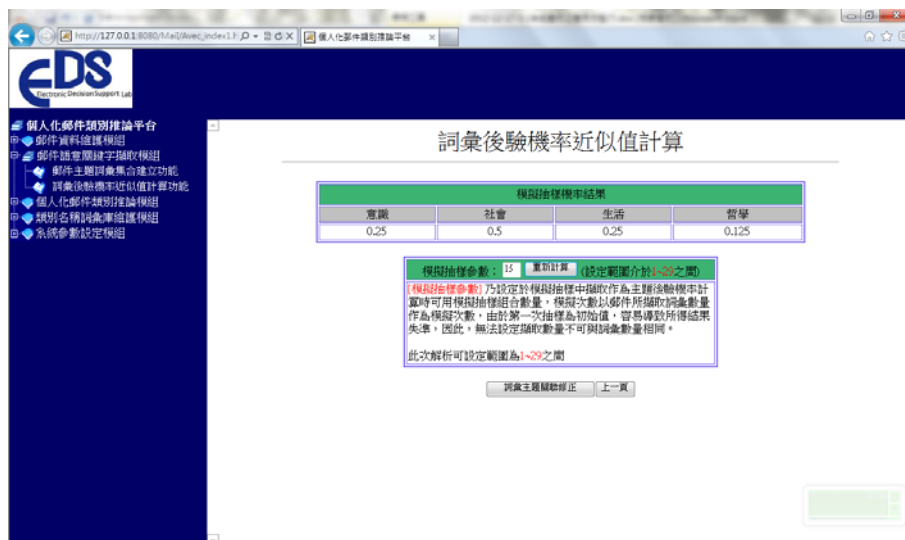 http://127.0.0.1:8080/Mail/Avec_index1.h
個人化郵件類別推論平台
EDS
Electronic Decision Support Lab
個人化郵件類別推論平台
郵件資料維護模組
郵件語意關鍵字擷取模組
郵件主題詞彙集合建立功能
詞彙後驗機率近似值計算功能
個人化郵件類別推論模組
類別名稱詞彙庫維護模組
系統參數設定模組
詞彙後驗機率近似值計算
模擬抽樣機率結果
意識 社會 生活 哲學
0.25 0.5 0.25 0.125
模擬抽樣參數： 15 重新計算 (設定範圍介於1~29之間)
[模擬抽樣參數] 乃設定於模擬抽樣中擷取作為主題後驗機率計
算時可用模擬抽樣組合數量，模擬次數以郵件所擷取詞彙數量
作為模擬次數，由於第一次抽樣為初始值，容易導致所得結果
失準，因此，無法設定擷取數量不可與詞彙數量相同。
此次解析可設定範圍為1~29之間
詞彙主題關聯修正 上一頁